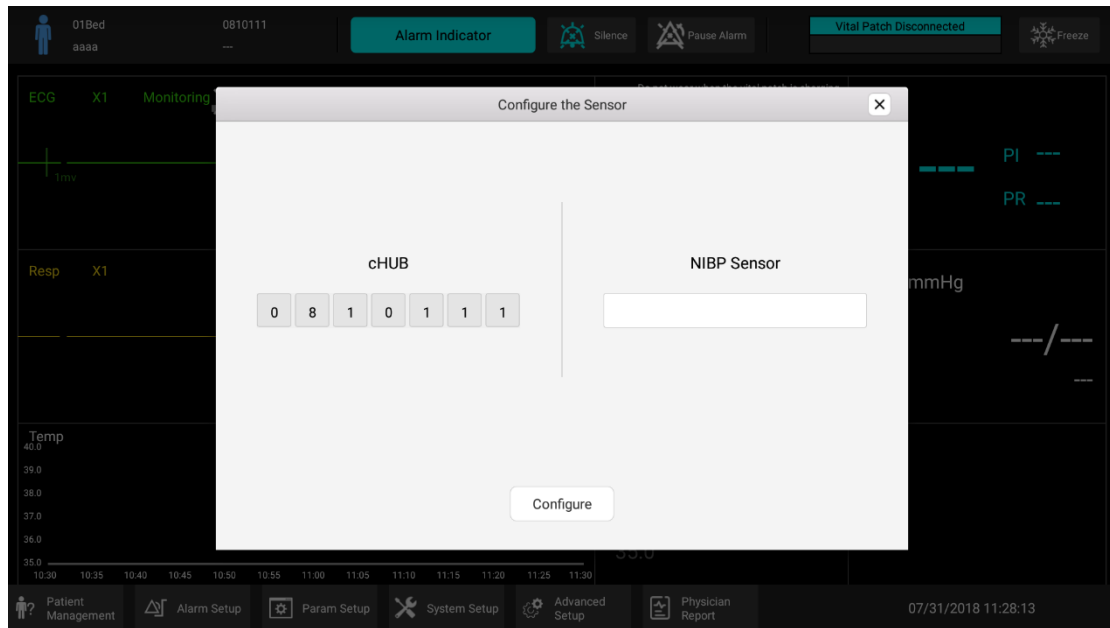 01Bed
aaaa
0810111
---
Alarm Indicator
Silence
Pause Alarm
Vital Patch Disconnected
Freeze
ECG X1 Monitoring
Configure the Sensor
1mv
PI ---
---
PR ---
cHUB
NIBP Sensor
0 8 1 0 1 1 1
Resp X1
mmHg
---/---
---
Configure
Temp
40.0
39.0
38.0
37.0
36.0
35.0
35.0
10:30 10:35 10:40 10:45 10:50 10:55 11:00 11:05 11:10 11:15 11:20 11:25 11:30
Patient
Management
Alarm Setup
Param Setup
System Setup
Advanced
Setup
Physician
Report
07/31/2018 11:28:13